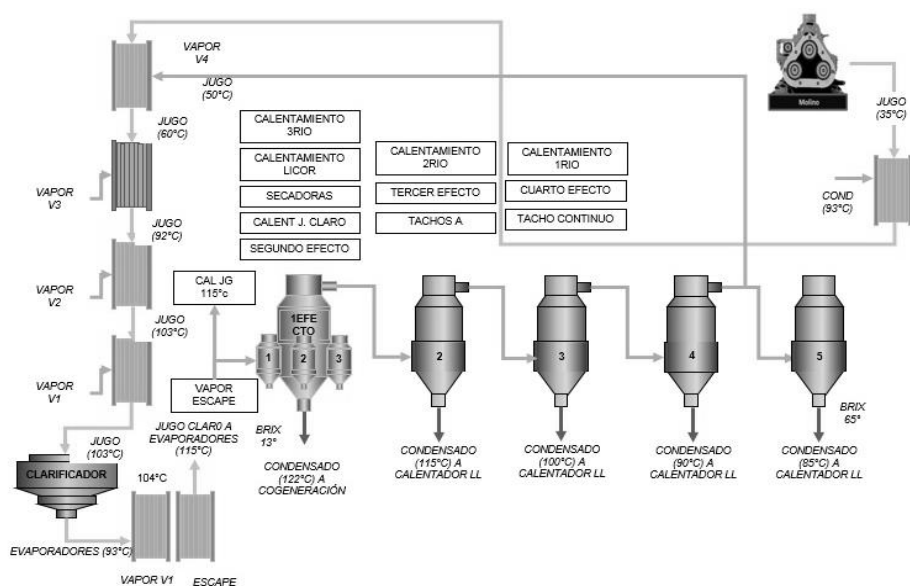 VAPOR
V4
JUGO
(50°C)
Molino
JUGO
(35°C)
JUGO
(60°C)
CALENTAMIENTO
3RIO
CALENTAMIENTO
LICOR
SECADORAS
CALENT J. CLARO
SEGUNDO EFECTO
CALENTAMIENTO
2RIO
TERCER EFECTO
TACHOS A
CALENTAMIENTO
1RIO
CUARTO EFECTO
TACHO CONTINUO
VAPOR
V3
COND
(93°C)
JUGO
(92°C)
VAPOR
V2
CAL JG
115°c
1EFE
CTO
1
2
3
2
3
4
5
JUGO
(103°C)
VAPOR
V1
VAPOR
ESCAPE
JUGO CLAR0 A
EVAPORADORES
(115°C)
BRIX
13°
BRIX
65°
JUGO
(103°C)
CLARIFICADOR
104°C
CONDENSADO
(122°C) A
COGENERACIÓN
CONDENSADO
(115°C) A
CALENTADOR LL
CONDENSADO
(100°C) A
CALENTADOR LL
CONDENSADO
(90°C) A
CALENTADOR LL
CONDENSADO
(85°C) A
CALENTADOR LL
EVAPORADORES (93°C)
VAPOR V1
ESCAPE